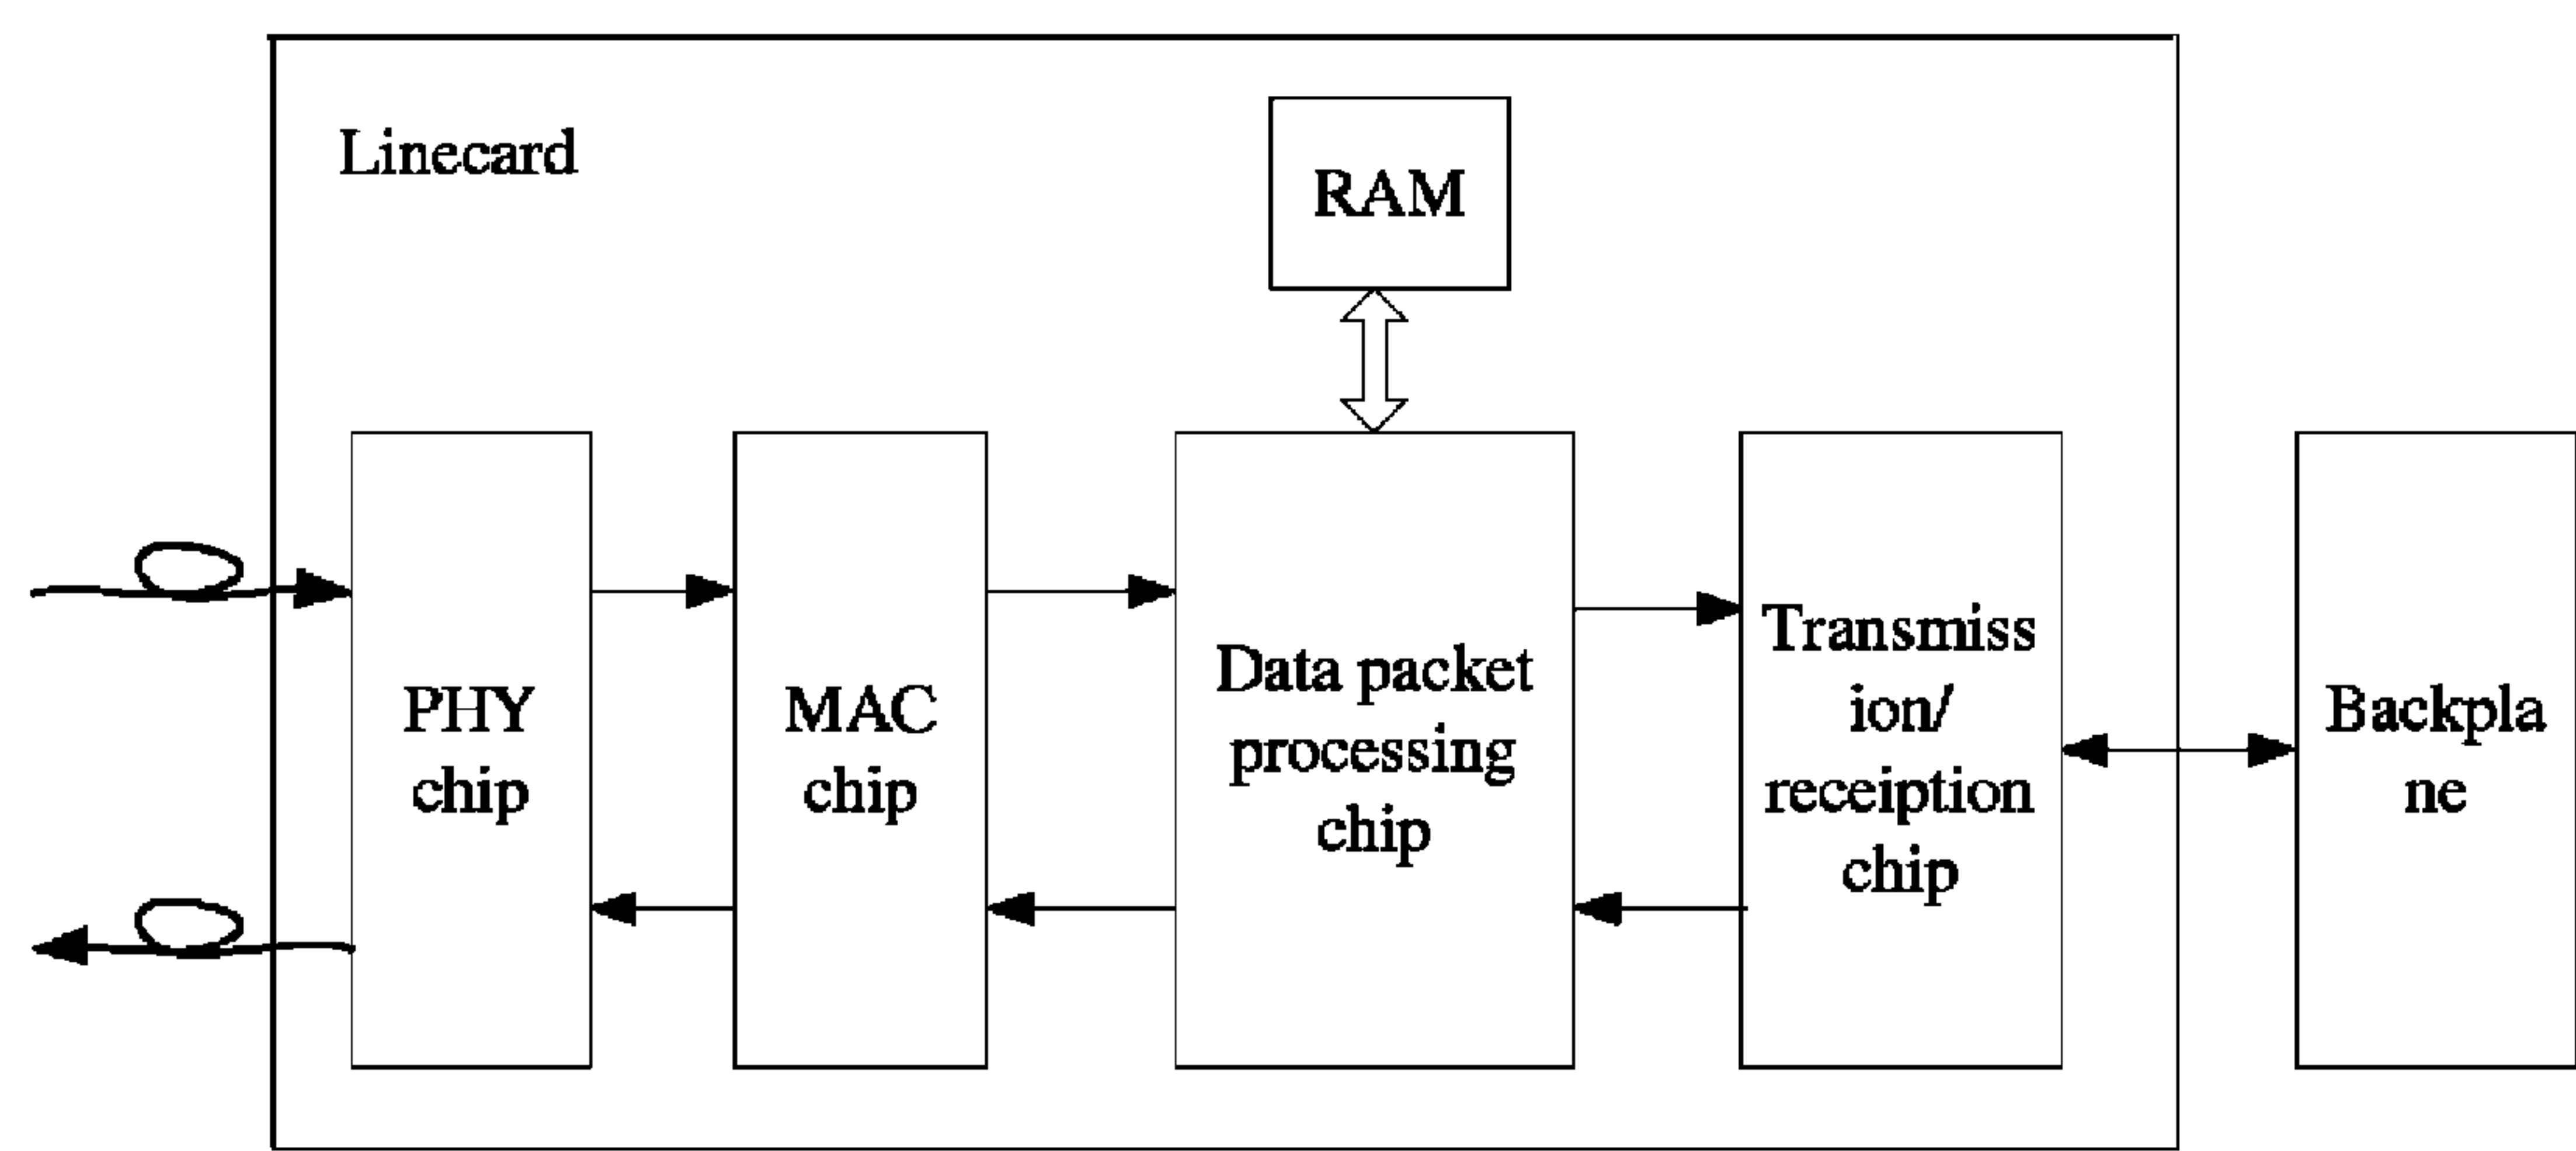 Linecard
RAM
PHY
chip
MAC
chip
Data packet
processing
chip
Transmiss
ion/
receiption
chip
Backpla
ne